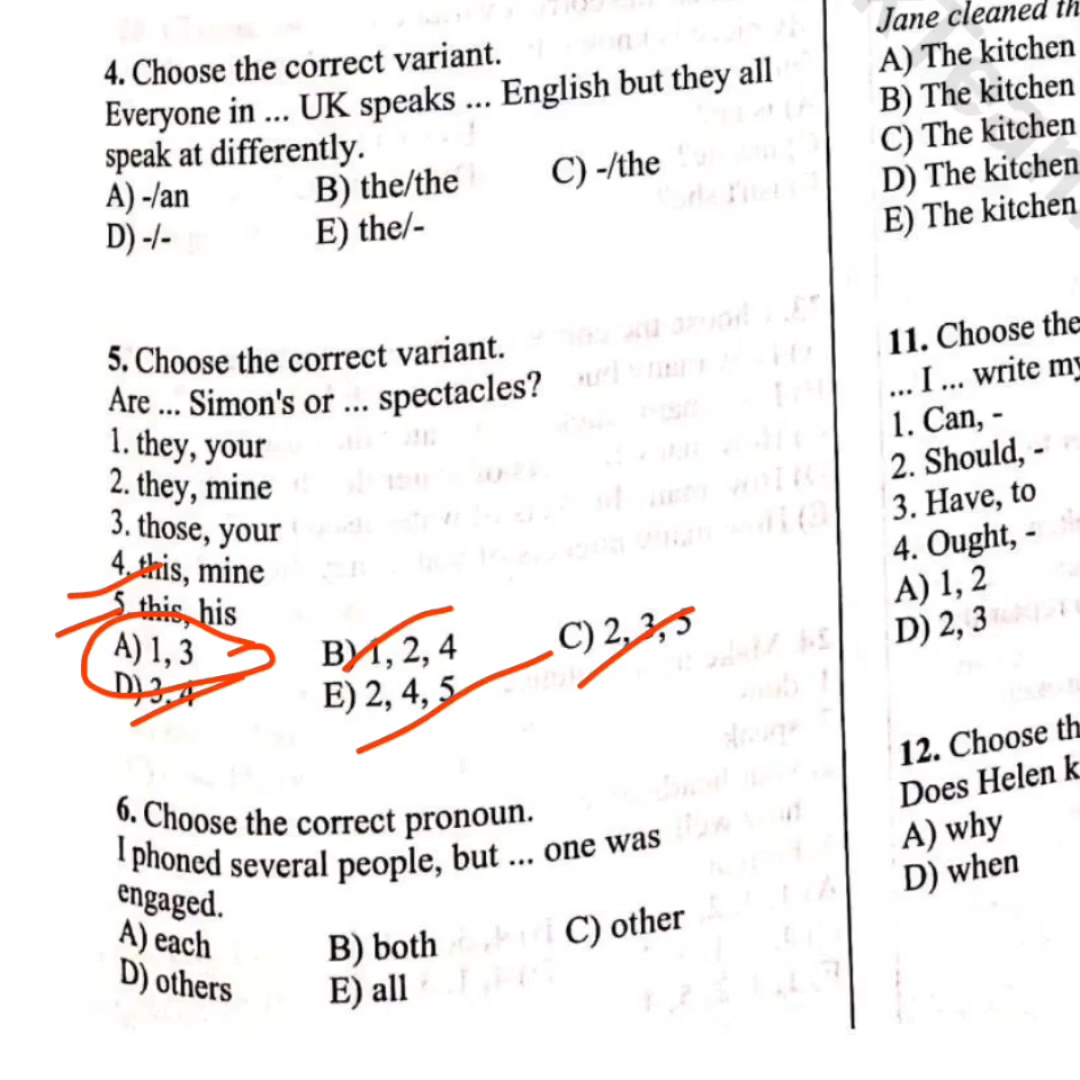 4. Choose the correct variant.
Everyone in ... UK speaks ... English but they all
speak at differently.
A) -/an B) the/the C) -/the
D) -/- E) the/-
5. Choose the correct variant.
Are ... Simon's or ... spectacles?
1. they, your
2. they, mine
3. those, your
4. this, mine
5. this, his
A) 1, 3 B) 1, 2, 4 C) 2, 3, 5
D) 3, 4 E) 2, 4, 5
6. Choose the correct pronoun.
I phoned several people, but ... one was
engaged.
A) each B) both C) other
D) others E) all
Jane cleaned th
A) The kitchen
B) The kitchen
C) The kitchen
D) The kitchen
E) The kitchen
11. Choose the
... I ... write my
1. Can, -
2. Should, -
3. Have, to
4. Ought, -
A) 1, 2
D) 2, 3
12. Choose th
Does Helen k
A) why
D) when